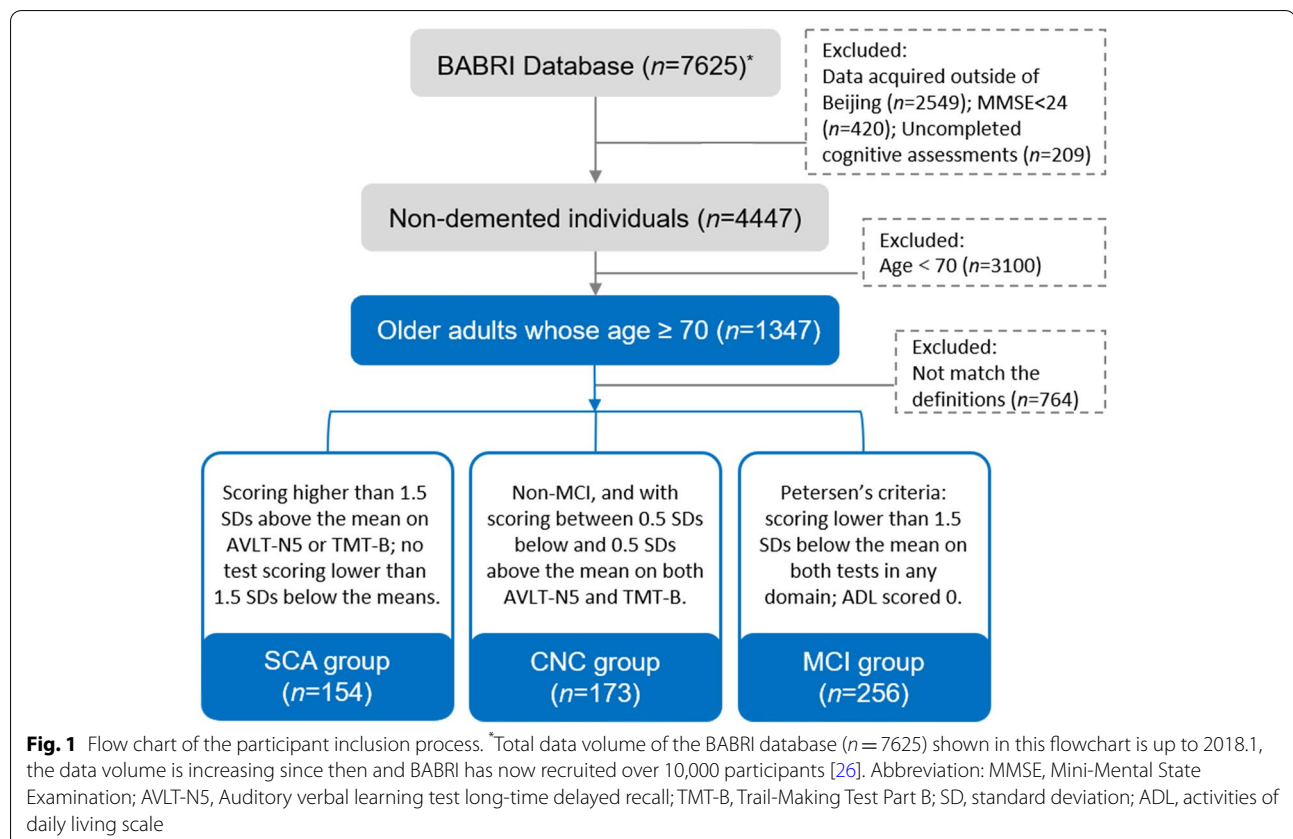 BABRI Database (n=7625)*
Excluded:
Data acquired outside of
Beijing (n=2549); MMSE<24
(n=420); Uncompleted
cognitive assessments (n=209)
Non-demented individuals (n=4447)
Excluded:
Age < 70 (n=3100)
Older adults whose age ≥ 70 (n=1347)
Excluded:
Not match the
definitions (n=764)
Scoring higher than 1.5
SDs above the mean on
AVLT-N5 or TMT-B; no
test scoring lower than
1.5 SDs below the means.
SCA group
(n=154)
Non-MCI, and with
scoring between 0.5 SDs
below and 0.5 SDs
above the mean on both
AVLT-N5 and TMT-B.
CNC group
(n=173)
Petersen's criteria:
scoring lower than 1.5
SDs below the mean on
both tests in any
domain; ADL scored 0.
MCI group
(n=256)
Fig. 1 Flow chart of the participant inclusion process. *Total data volume of the BABRI database (n = 7625) shown in this flowchart is up to 2018.1,
the data volume is increasing since then and BABRI has now recruited over 10,000 participants [26]. Abbreviation: MMSE, Mini-Mental State
Examination; AVLT-N5, Auditory verbal learning test long-time delayed recall; TMT-B, Trail-Making Test Part B; SD, standard deviation; ADL, activities of
daily living scale